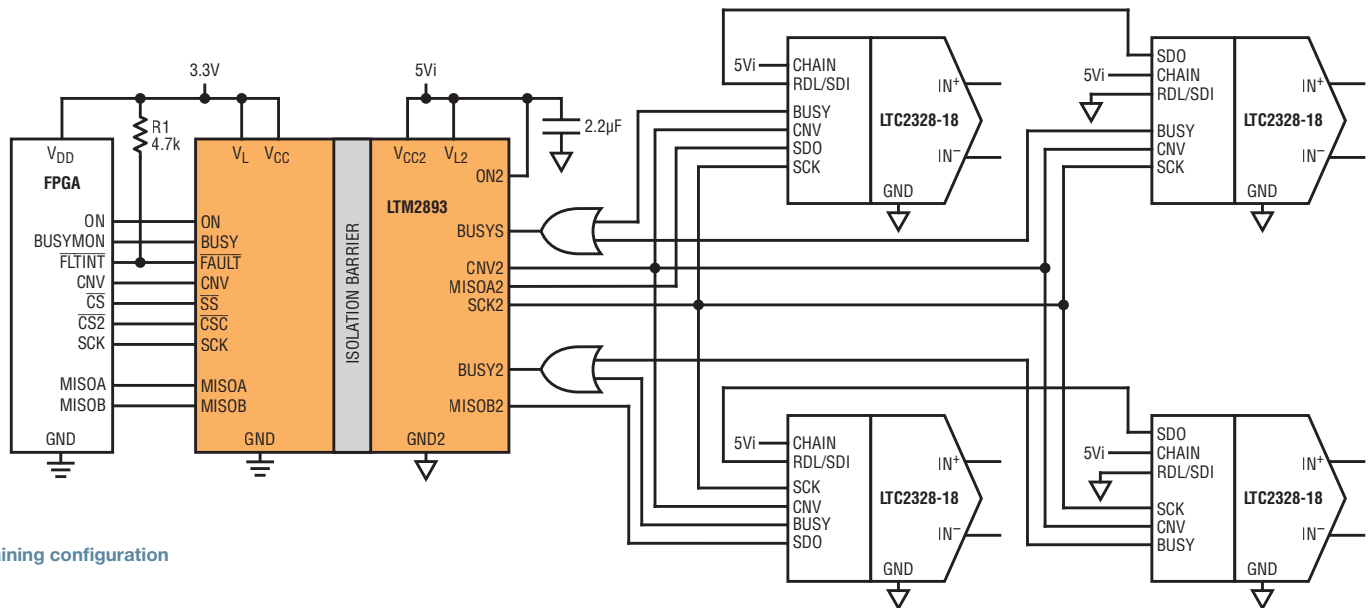 3.3V
R1
4.7k
VDD
FPGA
ON
BUSYMON
FLTINT
CNV
CS
CS2
SCK
MISOA
MISOB
GND
VL
VCC
ON
BUSY
FAULT
CNV
SS
CSC
SCK
MISOA
MISOB
GND
ISOLATION BARRIER
5Vi
2.2µF
VCC2
VL2
ON2
LTM2893
BUSYS
CNV2
MISOA2
SCK2
BUSY2
MISOB2
GND2
5Vi
CHAIN
RDL/SDI
BUSY
CNV
SDO
SCK
IN+
LTC2328-18
IN−
GND
SDO
5Vi
CHAIN
RDL/SDI
BUSY
CNV
SCK
IN+
LTC2328-18
IN−
GND
5Vi
CHAIN
RDL/SDI
SCK
CNV
BUSY
SDO
IN+
LTC2328-18
IN−
GND
SDO
5Vi
CHAIN
RDL/SDI
SCK
CNV
BUSY
IN+
LTC2328-18
IN−
GND
ining configuration